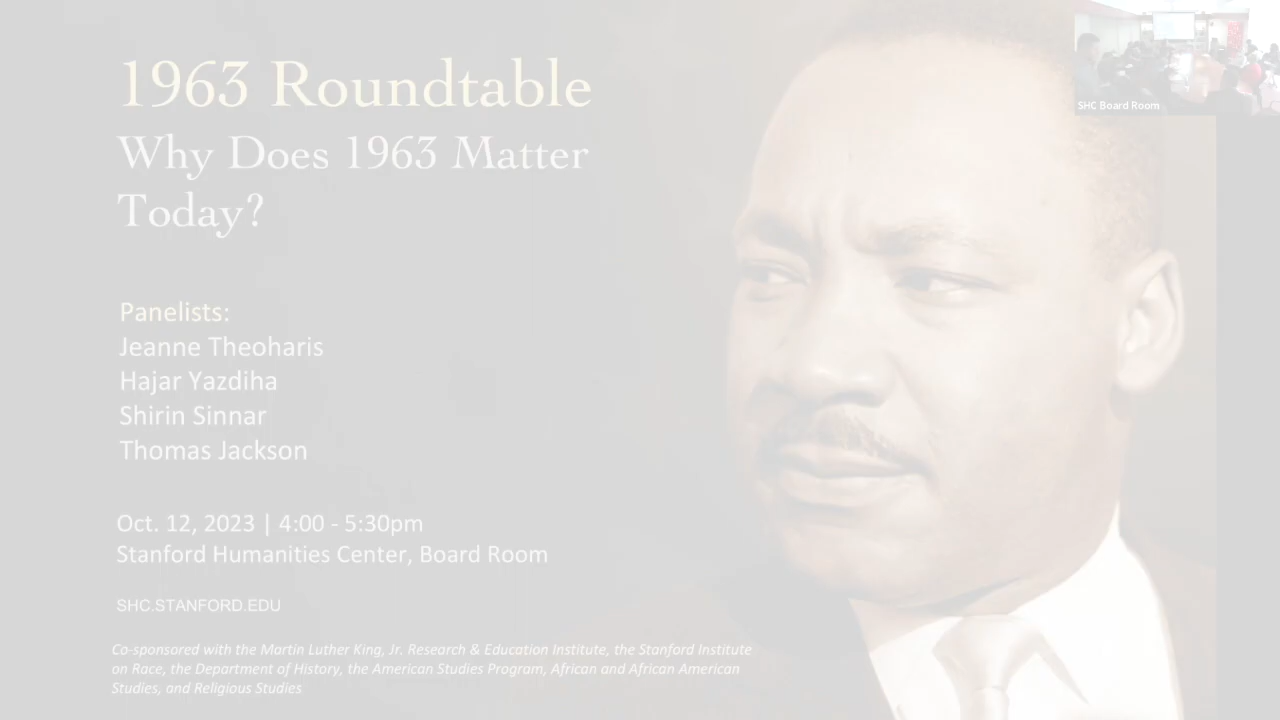 1963 Roundtable
Why Does 1963 Matter
Today?
Panelists:
Jeanne Theoharis
Hajar Yazdiha
Shirin Sinnar
Thomas Jackson
Oct. 12, 2023 | 4:00 - 5:30pm
Stanford Humanities Center, Board Room
SHC.STANFORD.EDU
Co-sponsored with the Martin Luther King, Jr. Research & Education Institute, the Stanford Institute
on Race, the Department of History, the American Studies Program, African and African American
Studies, and Religious Studies
SHC Board Room